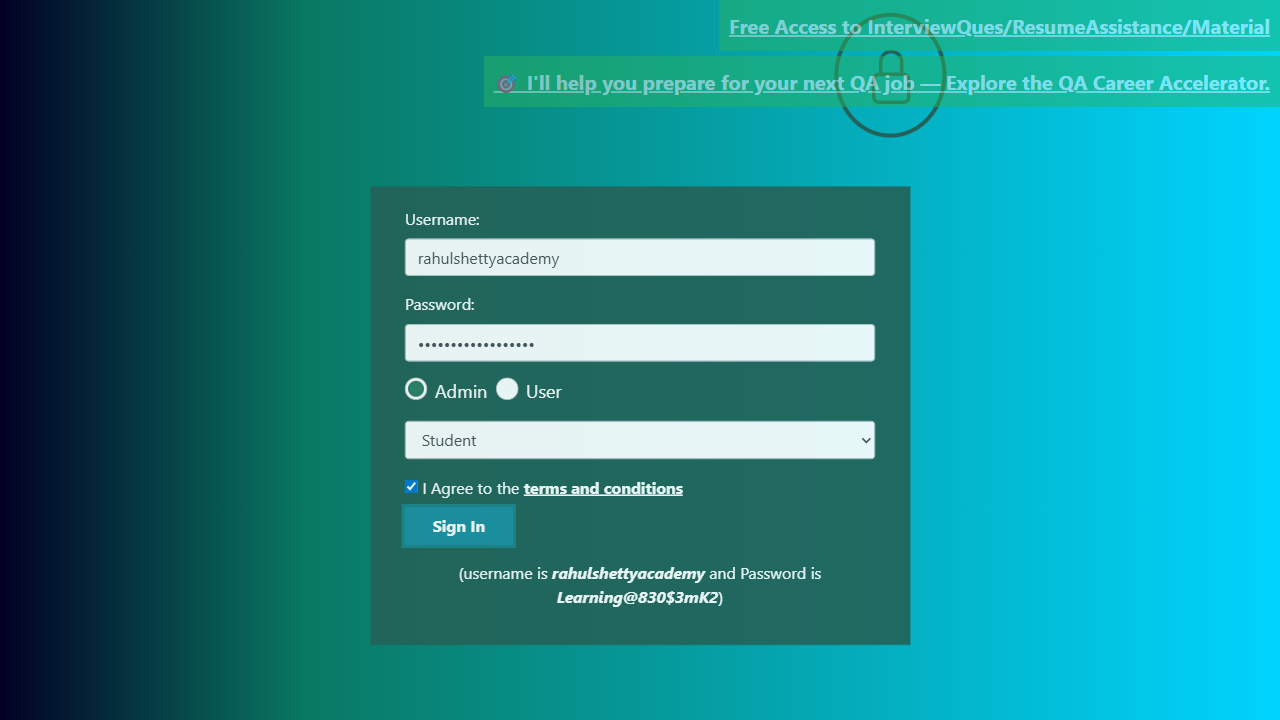 Free Access to InterviewQues/ResumeAssistance/Material
🎯 I'll help you prepare for your next QA job — Explore the QA Career Accelerator.
Username:
rahulshettyacademy
Password:
••••••••••••••••••
Admin User
Student
I Agree to the terms and conditions
Sign In
(username is rahulshettyacademy and Password is
Learning@830$3mK2)